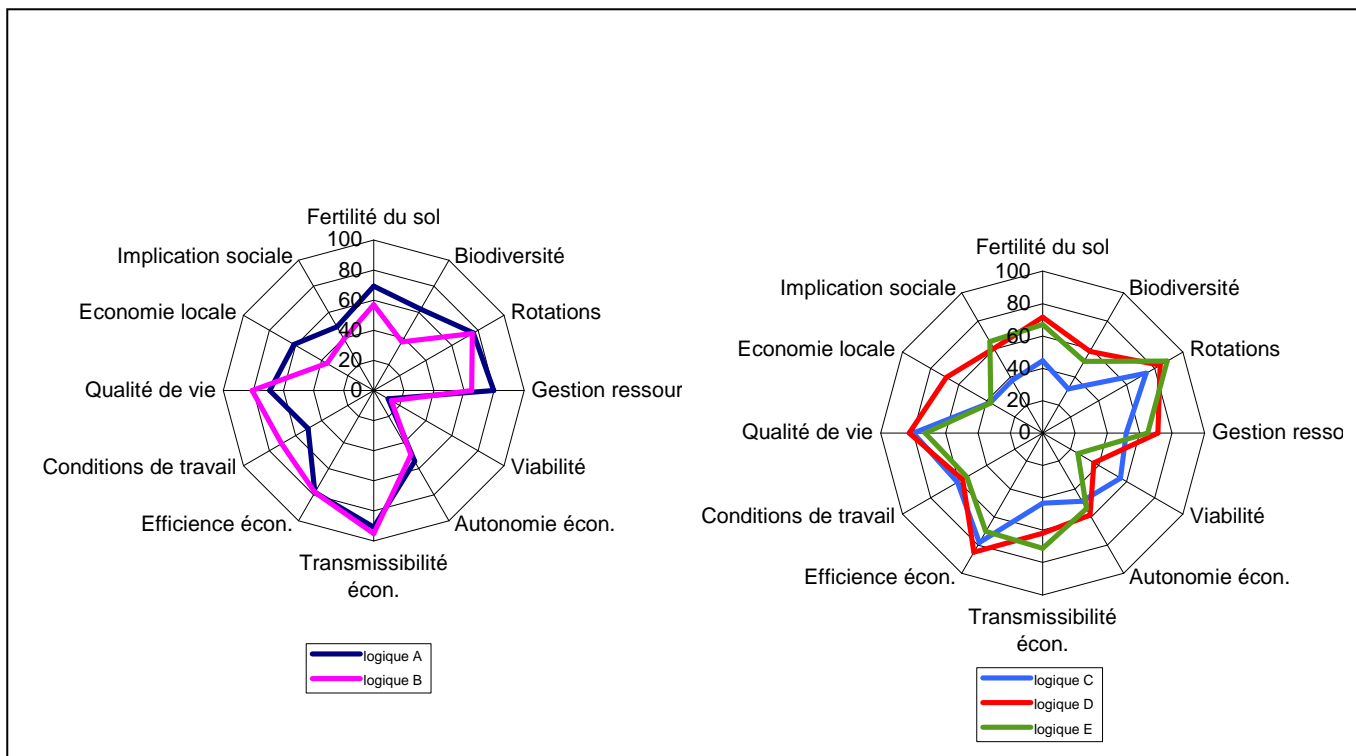 Fertilité du sol
100
Implication sociale
Biodiversité
80
Economie locale
60
Rotations
40
20
Qualité de vie
0
Gestion ressour
Conditions de travail
Viabilité
Efficience écon.
Autonomie écon.
Transmissibilité
écon.
logique A
logique B
Fertilité du sol
100
Implication sociale
Biodiversité
80
60
Economie locale
Rotations
40
20
Qualité de vie
0
Gestion resso
Conditions de travail
Viabilité
Efficience écon.
Autonomie écon.
Transmissibilité
écon.
logique C
logique D
logique E